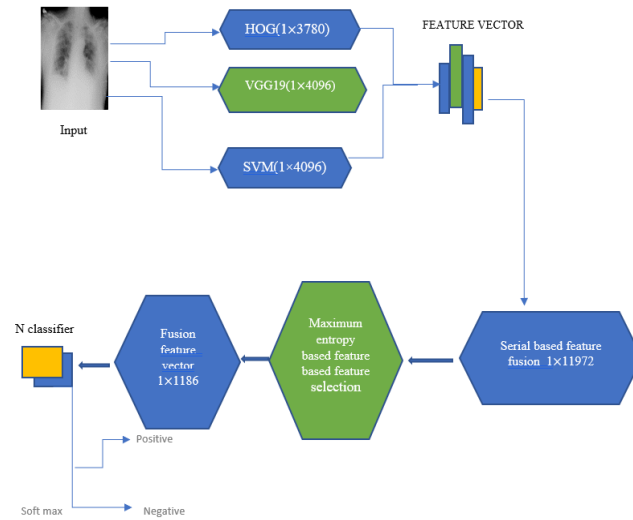 HOG(1×3780)
FEATURE VECTOR
VGG19(1×4096)
Input
SVM(1×4096)
N classifier
Fusion
feature
vector
1×1186
Maximum
entropy
based feature
based feature
selection
Serial based feature
fusion 1×11972
Positive
Soft max
Negative